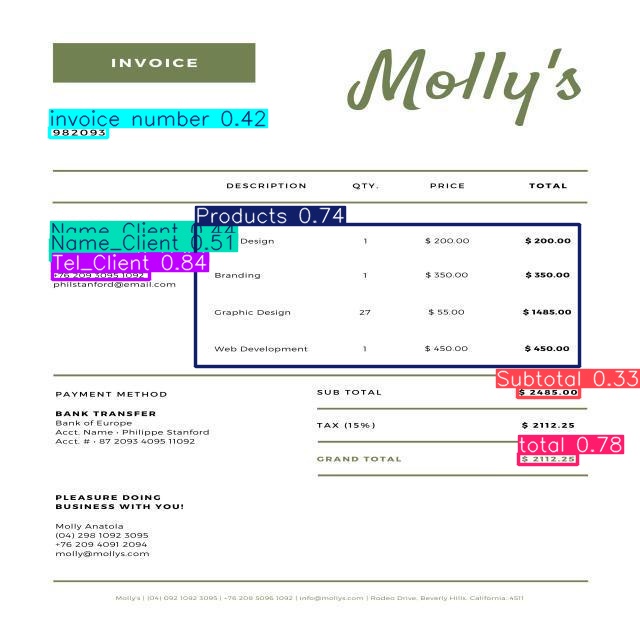 INVOICE
Molly's
invoice number 0.42
982093
DESCRIPTION QTY. PRICE TOTAL
Products 0.74
Name_Client 0.44
Name_Client 0.51
Design 1 $ 200.00 $ 200.00
Tel_Client 0.84
+76 209 3095 1092
philstanford@email.com
Branding 1 $ 350.00 $ 350.00
Graphic Design 27 $ 55.00 $ 1485.00
Web Development 1 $ 450.00 $ 450.00
Subtotal 0.33
PAYMENT METHOD
SUB TOTAL $ 2485.00
BANK TRANSFER
Bank of Europe
Acct. Name • Philippe Stanford
Acct. # • 87 2093 4095 11092
TAX (15%) $ 2112.25
total 0.78
GRAND TOTAL $ 2112.25
PLEASURE DOING
BUSINESS WITH YOU!
Molly Anatola
(04) 298 1092 3095
+76 209 4091 2094
molly@mollys.com
Molly's | (04) 092 1092 3095 | +76 209 5096 1092 | info@mollys.com | Rodeo Drive, Beverly Hills, California, 4511